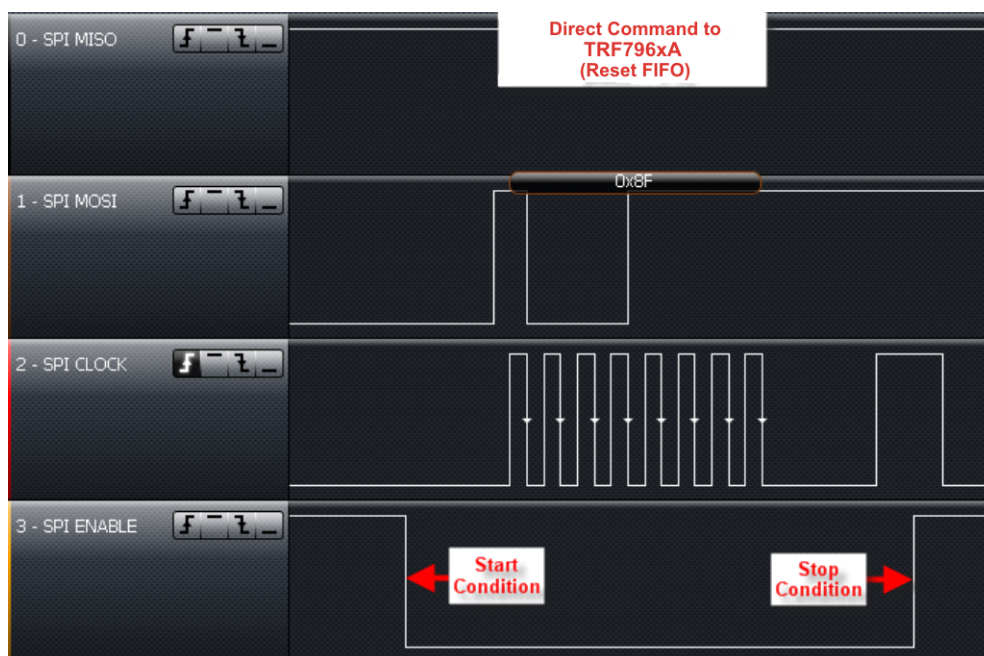 0 - SPI MISO
Direct Command to
TRF796xA
(Reset FIFO)
1 - SPI MOSI
0x8F
2 - SPI CLOCK
3 - SPI ENABLE
Start
Condition
Stop
Condition